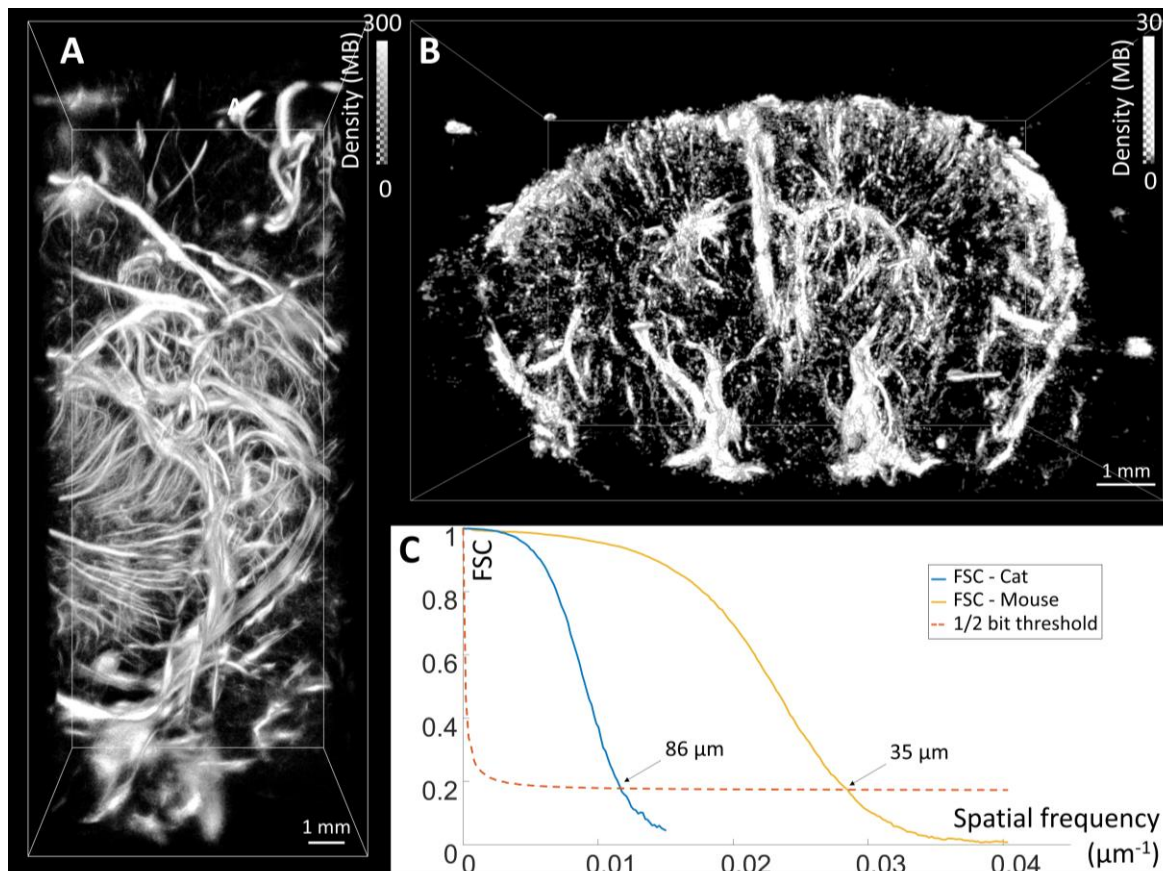 A
300
Density (MB)
0
1 mm
B
30
Density (MB)
0
1 mm
C
FSC
1
0.8
0.6
0.4
0.2
0
FSC - Cat
FSC - Mouse
1/2 bit threshold
86 µm
35 µm
0
0.01
0.02
0.03
0.04
Spatial frequency
(µm⁻¹)